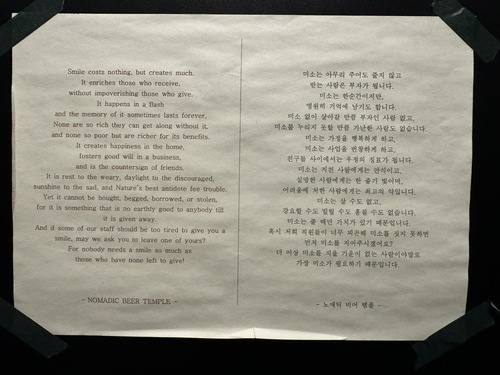 Smile costs nothing, but creates much.
It enriches those who receive,
without impoverishing those who give.
It happens in a flash
and the memory of it sometimes lasts forever,
None are so rich they can get along without it,
and none so poor but are richer for its benefits.
It creates happiness in the home,
fosters good will in a business,
and is the countersign of friends.
It is rest to the weary, daylight to the discouraged,
sunshine to the sad, and Nature's best antidote fee trouble.
Yet it cannot be bought, begged, borrowed, or stolen,
for it is something that is no earthly good to anybody till
it is given away.
And if some of our staff should be too tired to give you a
smile, may we ask you to leave one of yours?
For nobody needs a smile so much as
those who have none left to give!
- NOMADIC BEER TEMPLE -
미소는 아무리 주어도 줄지 않고
받는 사람은 부자가 됩니다.
미소는 한순간이지만,
영원히 기억에 남기도 합니다.
미소 없이 살아갈 만큼 부자인 사람 없고,
미소를 누리지 못할 만큼 가난한 사람도 없습니다.
미소는 가정을 행복하게 하고,
미소는 사업을 번창하게 하고,
친구들 사이에서는 우정의 징표가 됩니다.
미소는 지친 사람에게는 안식이고,
실망한 사람에게는 한 줄기 빛이며,
어려움에 처한 사람에게는 최고의 약입니다.
미소는 살 수도 없고,
강요할 수도 빌릴 수도 훔칠 수도 없습니다.
미소는 줄 때만 가치가 있기 때문입니다.
혹시 저희 직원들이 너무 피곤해 미소를 짓지 못하면
먼저 미소를 지어주시겠어요?
더 이상 미소를 지을 기운이 없는 사람이야말로
가장 미소가 필요하기 때문입니다.
- 노매딕 비어 템플 -